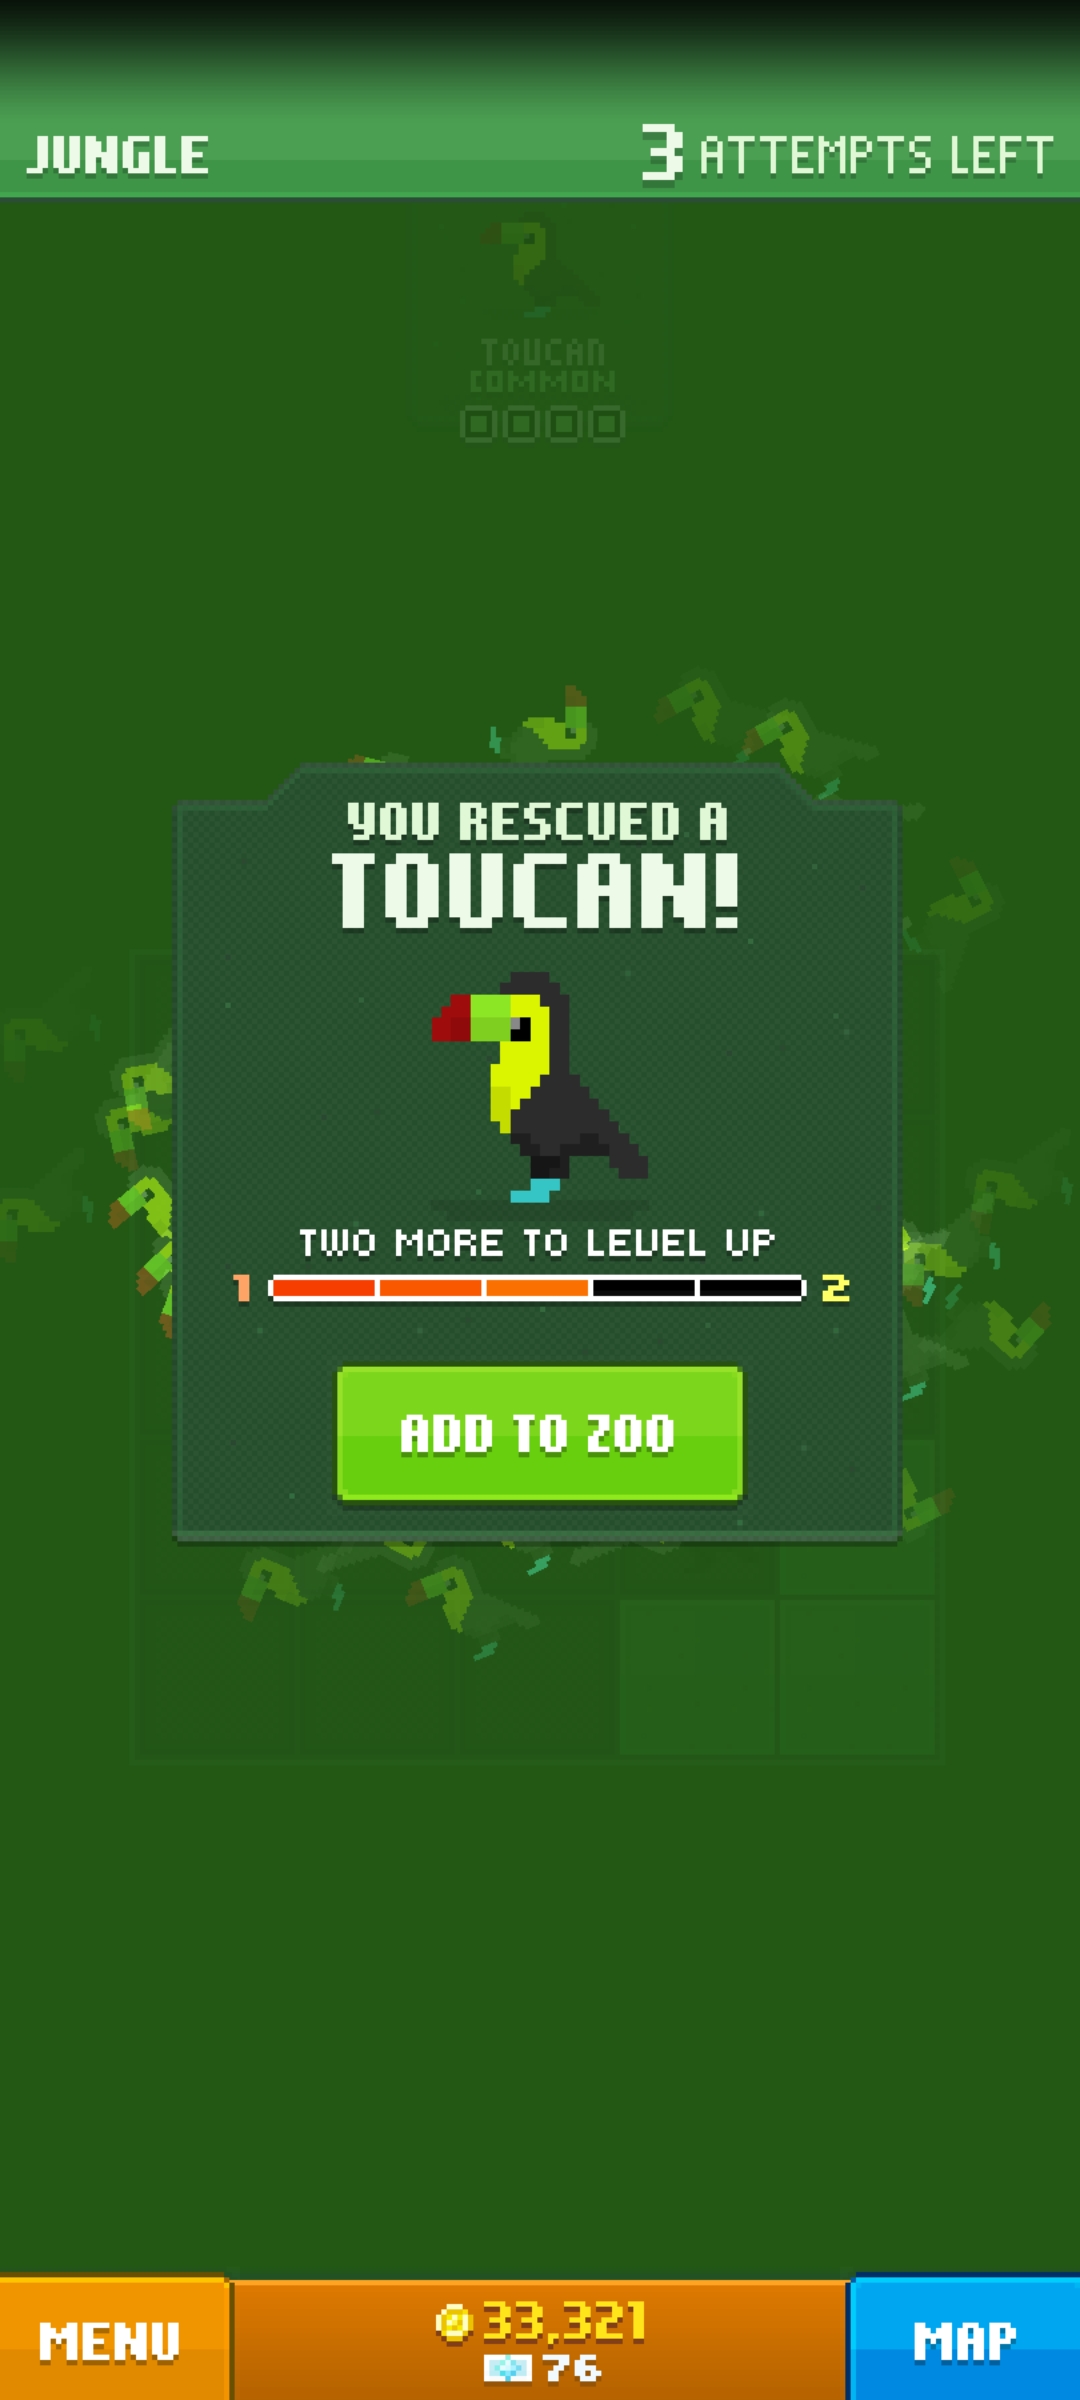 JUNGLE
3 ATTEMPTS LEFT
TOUCAN
COMMON
YOU RESCUED A
TOUCAN!
TWO MORE TO LEVEL UP
1 2
ADD TO ZOO
MENU
33,321
76
MAP